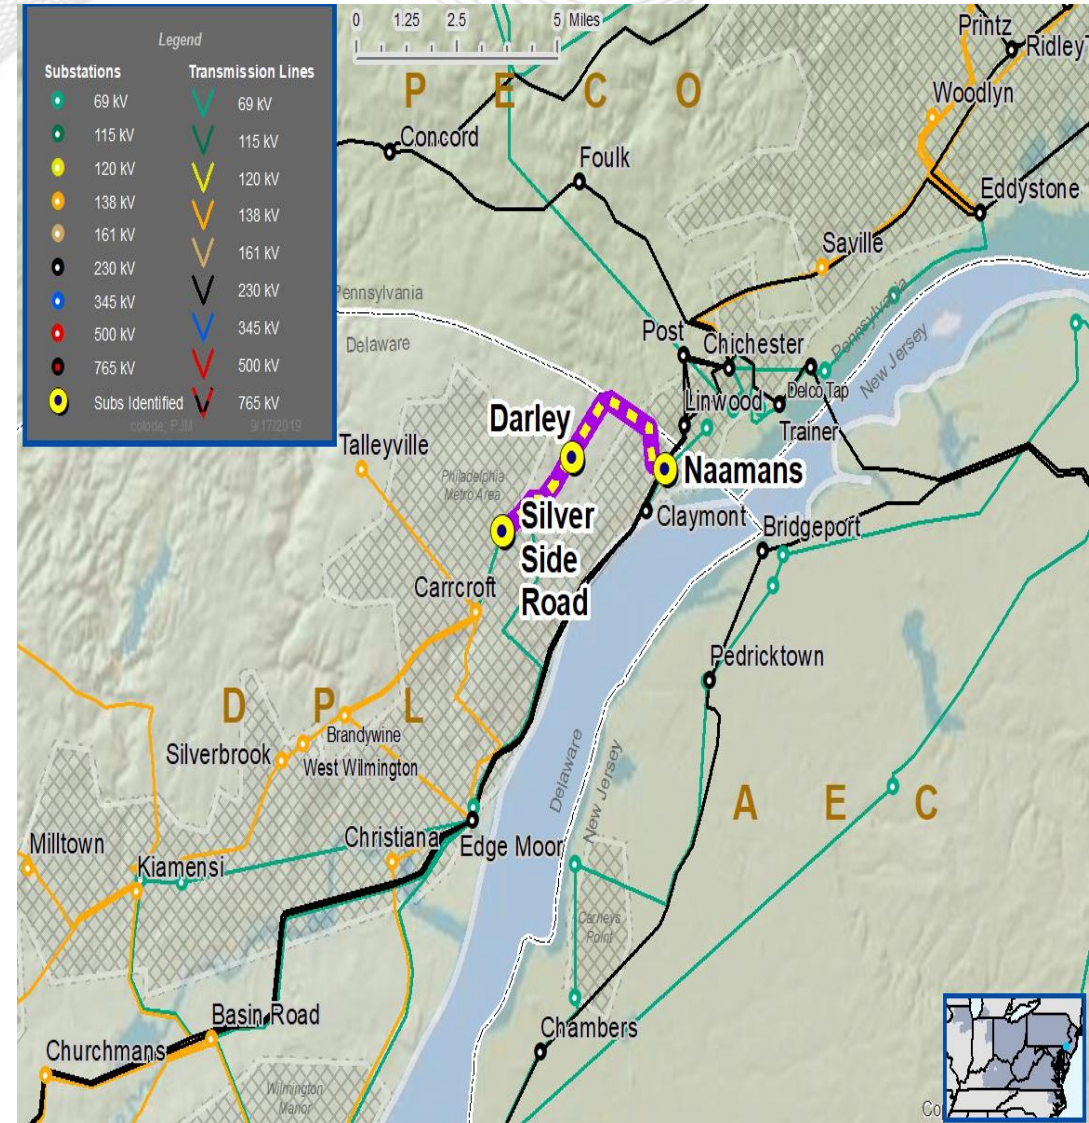 Legend
Substations
69 kV
115 kV
120 kV
138 kV
161 kV
230 kV
345 kV
500 kV
765 kV
Subs Identified
Transmission Lines
69 kV
115 kV
120 kV
138 kV
161 kV
230 kV
345 kV
500 kV
765 kV
colode; PJM 9/17/2019
0 1.25 2.5 5 Miles
P E C O
Printz
Woodlyn
Concord
Foulk
Eddystone
Saville
Pennsylvania
Delaware
Pennsylvania
New Jersey
Post
Chichester
Delco Tap
Linwood
Trainer
Darley
Talleyville
Philadelphia
Metro Area
Naamans
Silver
Side
Road
Claymont
Bridgeport
Carrcroft
Pedricktown
D P L
Brandywine
Silverbrook
West Wilmington
Delaware
New Jersey
A E C
Milltown
Christiana
Edge Moor
Kiamensi
Carneys
Point
Basin Road
Chambers
Churchmans
Wilmington
Manor